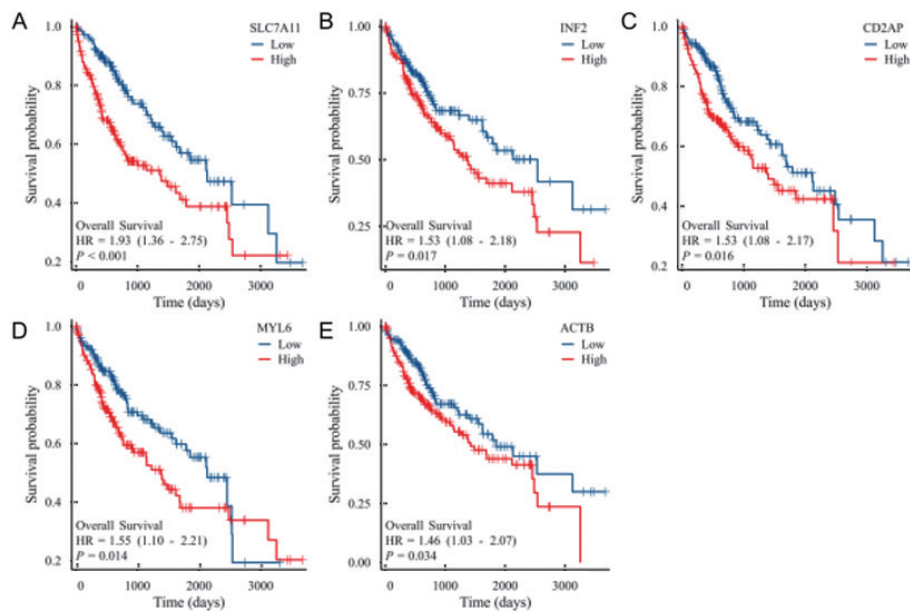 A
SLC7A11
Low
High
Survival probability
1.0
0.8
0.6
0.4
0.2
Overall Survival
HR = 1.93 (1.36 - 2.75)
P < 0.001
0 1000 2000 3000
Time (days)
B
INF2
Low
High
Survival probability
1.00
0.75
0.50
0.25
Overall Survival
HR = 1.53 (1.08 - 2.18)
P = 0.017
0 1000 2000 3000
Time (days)
C
CD2AP
Low
High
Survival probability
1.0
0.8
0.6
0.4
0.2
Overall Survival
HR = 1.53 (1.08 - 2.17)
P = 0.016
0 1000 2000 3000
Time (days)
D
MYL6
Low
High
Survival probability
1.0
0.8
0.6
0.4
0.2
Overall Survival
HR = 1.55 (1.10 - 2.21)
P = 0.014
0 1000 2000 3000
Time (days)
E
ACTB
Low
High
Survival probability
1.00
0.75
0.50
0.25
0.00
Overall Survival
HR = 1.46 (1.03 - 2.07)
P = 0.034
0 1000 2000 3000
Time (days)